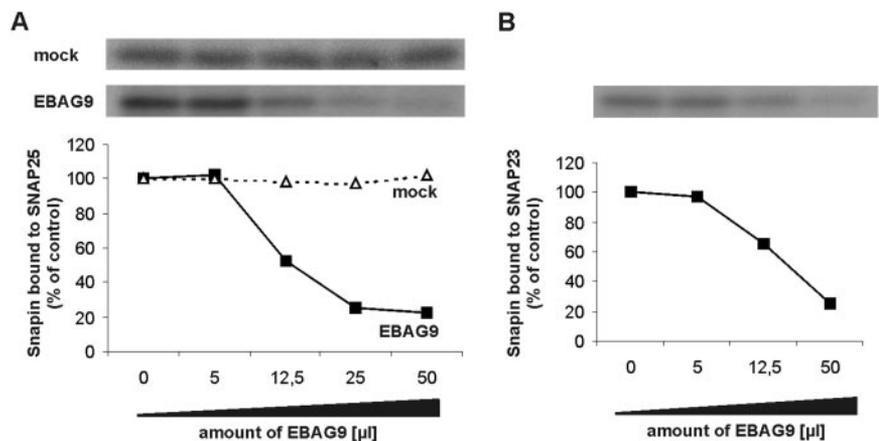 A
mock
EBAG9
Snapin bound to SNAP25
(% of control)
120
100
80
60
40
20
0
mock
EBAG9
0 5 12,5 25 50
amount of EBAG9 [µl]
B
Snapin bound to SNAP23
(% of control)
120
100
80
60
40
20
0
0 5 12,5 50
amount of EBAG9 [µl]